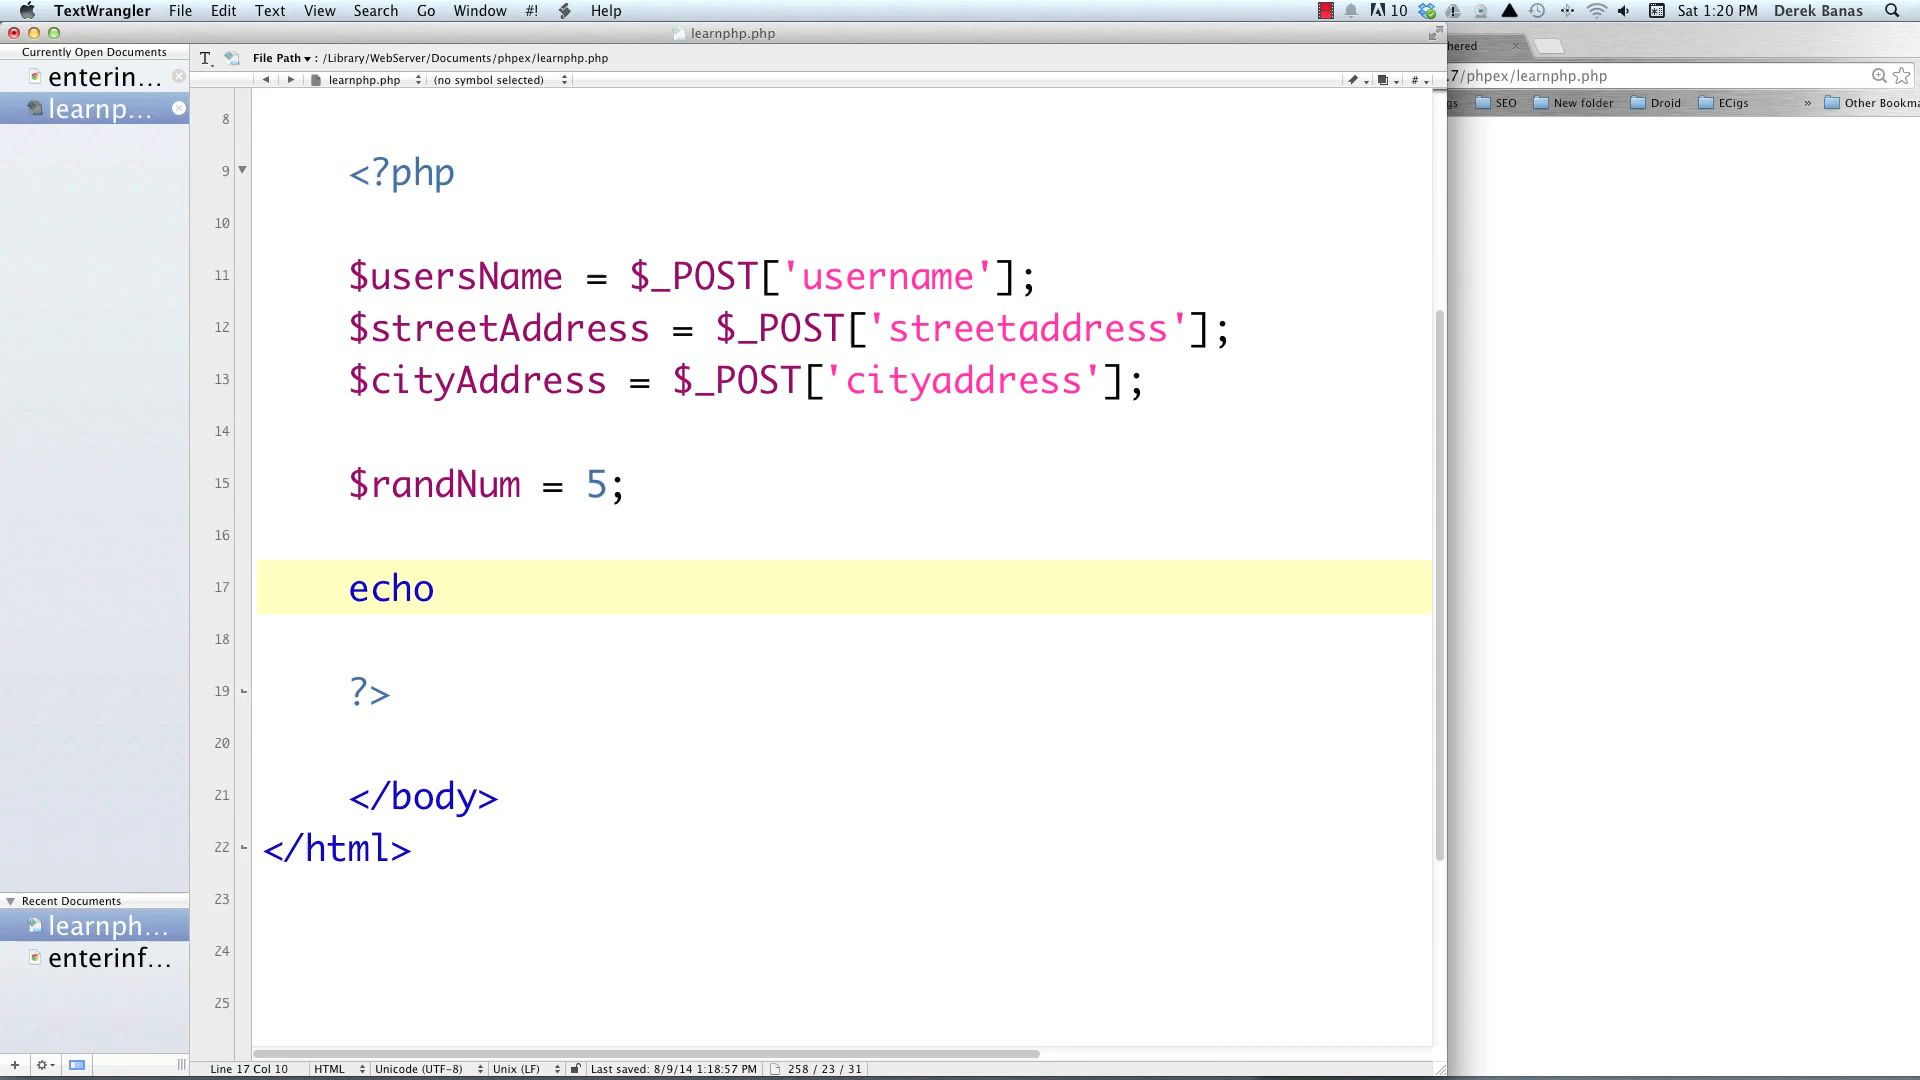 TextWrangler File Edit Text View Search Go Window #! Help 10 Sat 1:20 PM Derek Banas
learnphp.php
hered
Currently Open Documents
enterin...
learnp...
File Path : /Library/WebServer/Documents/phpex/learnphp.php
learnphp.php (no symbol selected) #
.7/phpex/learnphp.php
gs SEO New folder Droid ECigs » Other Bookma
8
9 <?php
10
11 $usersName = $_POST['username'];
12 $streetAddress = $_POST['streetaddress'];
13 $cityAddress = $_POST['cityaddress'];
14
15 $randNum = 5;
16
17 echo
18
19 ?>
20
21 </body>
22 </html>
23
24
25
Recent Documents
learnph...
enterinf...
Line 17 Col 10 HTML Unicode (UTF-8) Unix (LF) Last saved: 8/9/14 1:18:57 PM 258 / 23 / 31